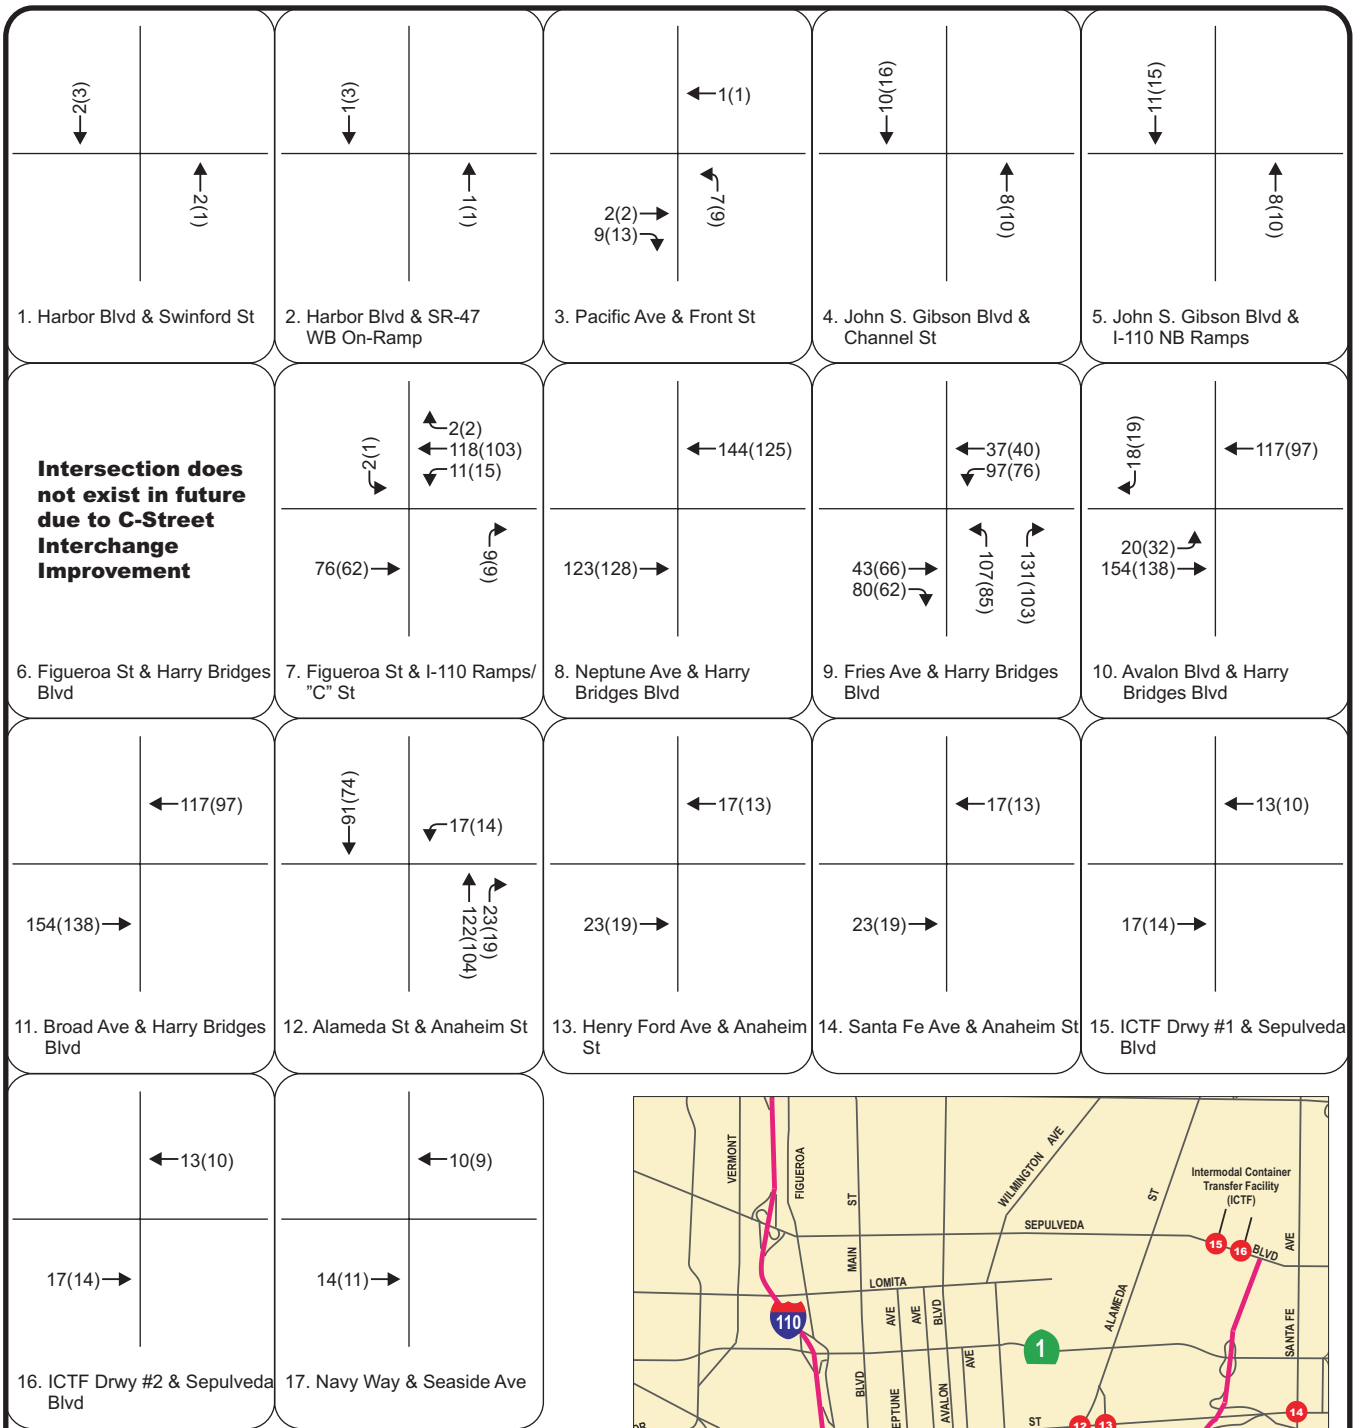 2(3)
2(1)
1. Harbor Blvd & Swinford St
1(3)
1(1)
2. Harbor Blvd & SR-47
WB On-Ramp
1(1)
7(9)
2(2)
9(13)
3. Pacific Ave & Front St
10(16)
8(10)
4. John S. Gibson Blvd &
Channel St
11(15)
8(10)
5. John S. Gibson Blvd &
I-110 NB Ramps
Intersection does
not exist in future
due to C-Street
Interchange
Improvement
6. Figueroa St & Harry Bridges
Blvd
2(1)
2(2)
118(103)
11(15)
76(62)
9(9)
7. Figueroa St & I-110 Ramps/
"C" St
144(125)
123(128)
8. Neptune Ave & Harry
Bridges Blvd
37(40)
97(76)
43(66)
80(62)
107(85)
131(103)
9. Fries Ave & Harry Bridges
Blvd
18(19)
117(97)
20(32)
154(138)
10. Avalon Blvd & Harry
Bridges Blvd
117(97)
154(138)
11. Broad Ave & Harry Bridges
Blvd
91(74)
17(14)
122(104)
23(19)
12. Alameda St & Anaheim St
17(13)
23(19)
13. Henry Ford Ave & Anaheim
St
17(13)
23(19)
14. Santa Fe Ave & Anaheim St
13(10)
17(14)
15. ICTF Drwy #1 & Sepulveda
Blvd
13(10)
17(14)
16. ICTF Drwy #2 & Sepulveda
Blvd
10(9)
14(11)
17. Navy Way & Seaside Ave
VERMONT
FIGUEROA
ST
MAIN
BLVD
WILMINGTON AVE
ST
ALAMEDA
Intermodal Container
Transfer Facility
(ICTF)
SEPULVEDA
BLVD
15
16
AVE
SANTA FE
LOMITA
AVE
AVE
BLVD
AVALON
AVE
110
1
ST
12
13
14